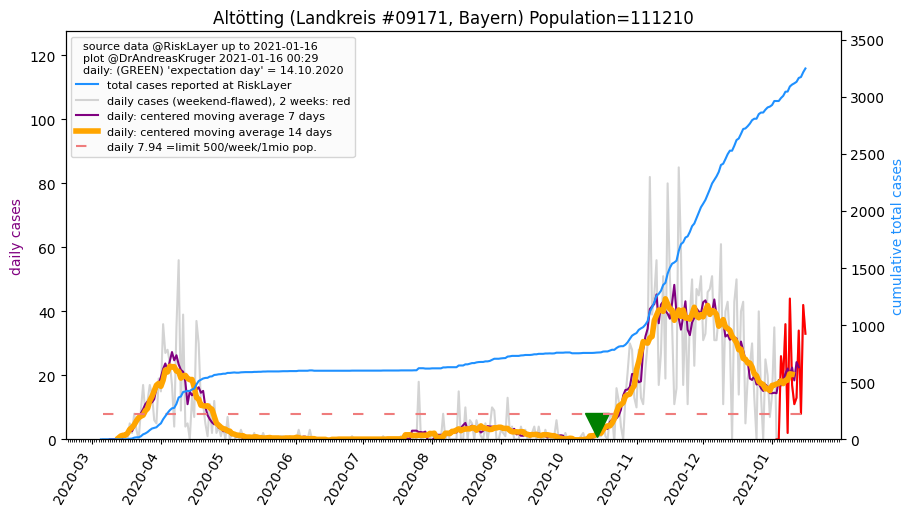 Altötting (Landkreis #09171, Bayern) Population=111210
source data @RiskLayer up to 2021-01-16
plot @DrAndreasKruger 2021-01-16 00:29
daily: (GREEN) 'expectation day' = 14.10.2020
total cases reported at RiskLayer
daily cases (weekend-flawed), 2 weeks: red
daily: centered moving average 7 days
daily: centered moving average 14 days
daily 7.94 =limit 500/week/1mio pop.
daily cases
120
100
80
60
40
20
0
cumulative total cases
3500
3000
2500
2000
1500
1000
500
0
2020-03
2020-04
2020-05
2020-06
2020-07
2020-08
2020-09
2020-10
2020-11
2020-12
2021-01